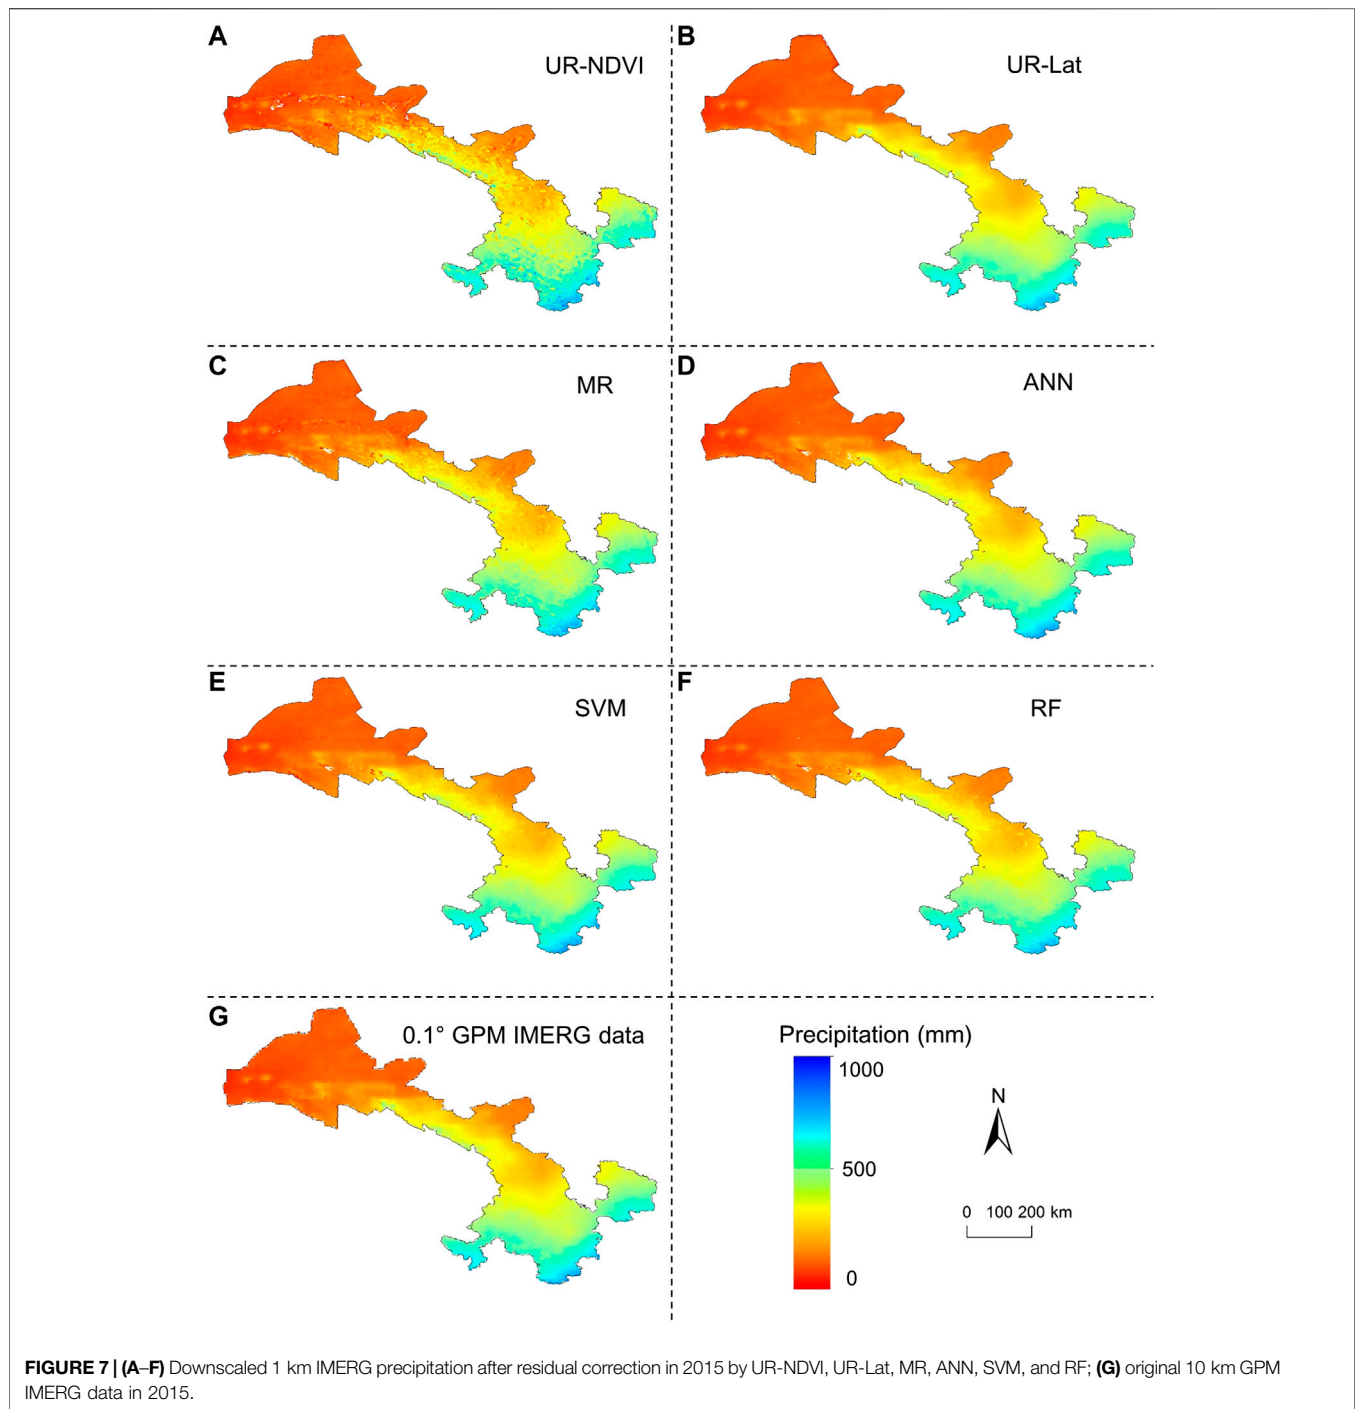 A
UR-NDVI
B
UR-Lat
C
MR
D
ANN
E
SVM
F
RF
G
0.1° GPM IMERG data
Precipitation (mm)
1000
500
0
N
0 100 200 km
FIGURE 7 | (A–F) Downscaled 1 km IMERG precipitation after residual correction in 2015 by UR-NDVI, UR-Lat, MR, ANN, SVM, and RF; (G) original 10 km GPM
IMERG data in 2015.